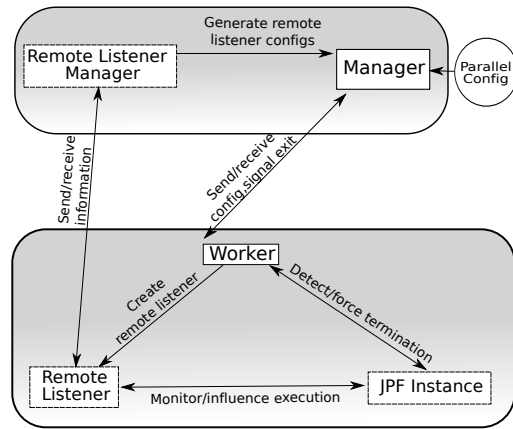 Generate remote
listener configs
Remote Listener
Manager
Manager
Parallel
Config
Send/receive
information
Send/receive
config,signal exit
Worker
Create
remote listener
Detect/force termination
Remote
Listener
Monitor/influence execution
JPF Instance